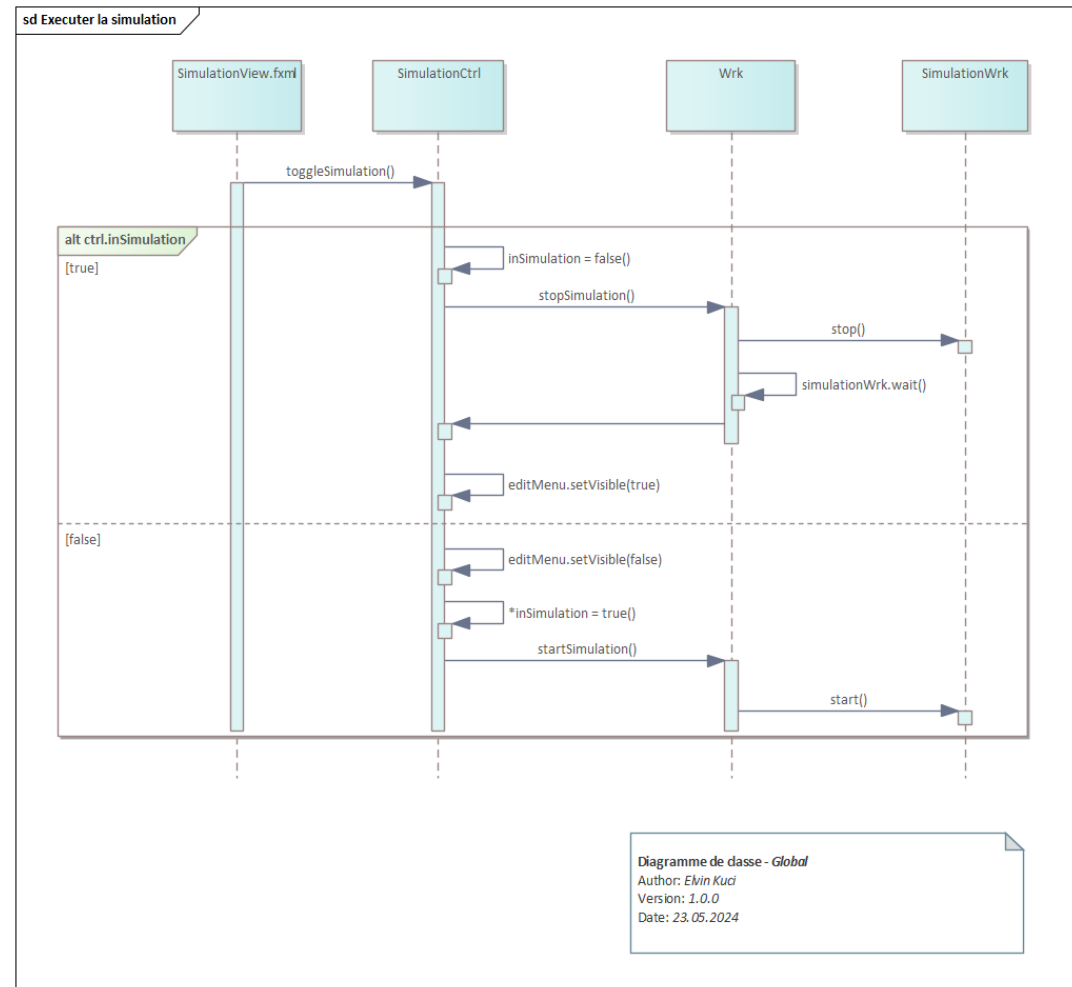 sd Executer la simulation
SimulationView.fxml
SimulationCtrl
Wrk
SimulationWrk
toggleSimulation()
alt ctrl.inSimulation
[true]
inSimulation = false()
stopSimulation()
stop()
simulationWrk.wait()
editMenu.setVisible(true)
[false]
editMenu.setVisible(false)
*inSimulation = true()
startSimulation()
start()
Diagramme de classe - Global
Author: Elvin Kuci
Version: 1.0.0
Date: 23.05.2024